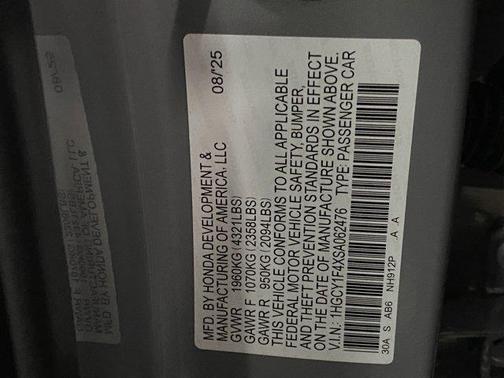 MFD. BY HONDA DEVELOPMENT & 08/'25
MANUFACTURING OF AMERICA, LLC
GVWR 1960KG (4321LBS)
GAWR F 1070KG (2358LBS)
GAWR R 950KG (2094LBS)
THIS VEHICLE CONFORMS TO ALL APPLICABLE
FEDERAL MOTOR VEHICLE SAFETY, BUMPER,
AND THEFT PREVENTION STANDARDS IN EFFECT
ON THE DATE OF MANUFACTURE SHOWN ABOVE.
V.I.N.: 1HGCY1F4XSA062476 TYPE: PASSENGER CAR
30A S AB6 NH912P .A A